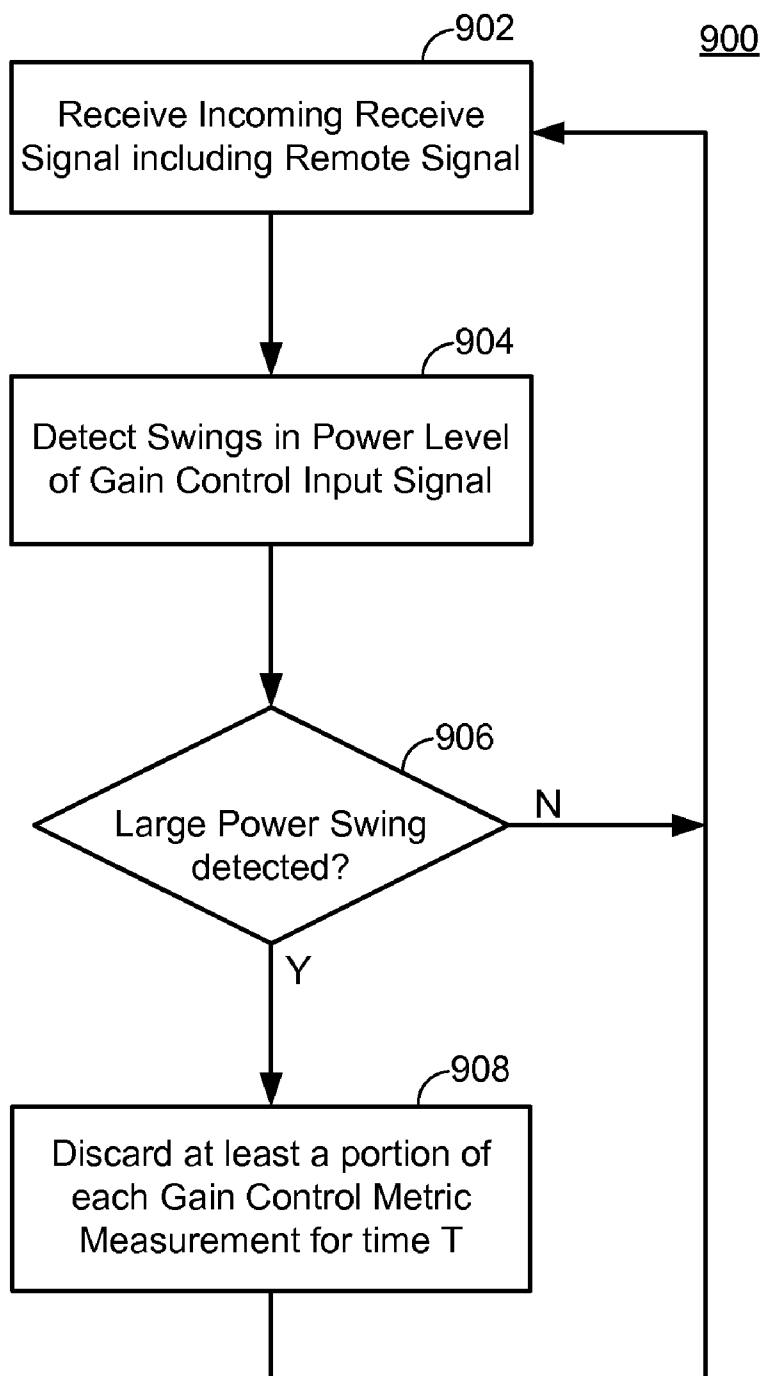 900
902
Receive Incoming Receive
Signal including Remote Signal
904
Detect Swings in Power Level
of Gain Control Input Signal
906
Large Power Swing
detected?
N
Y
908
Discard at least a portion of
each Gain Control Metric
Measurement for time T